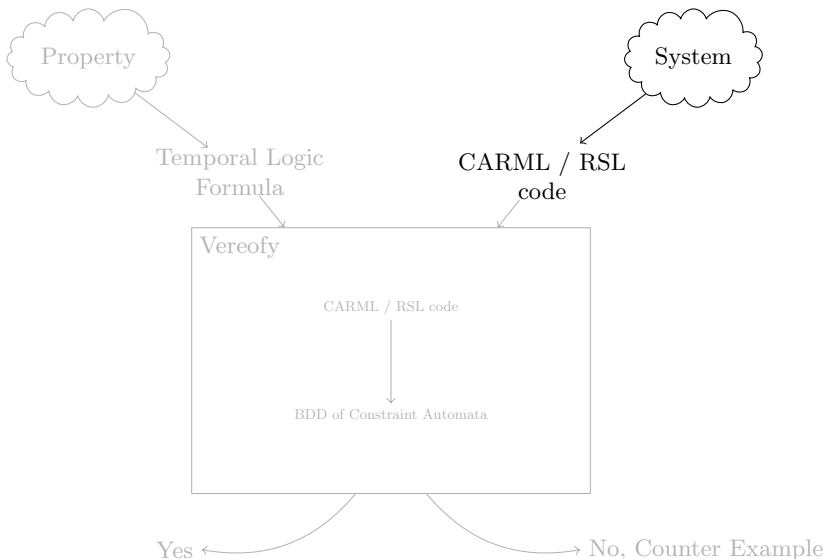 Property
System
Temporal Logic
Formula
CARML / RSL
code
Vereofy
CARML / RSL code
BDD of Constraint Automata
Yes
No, Counter Example